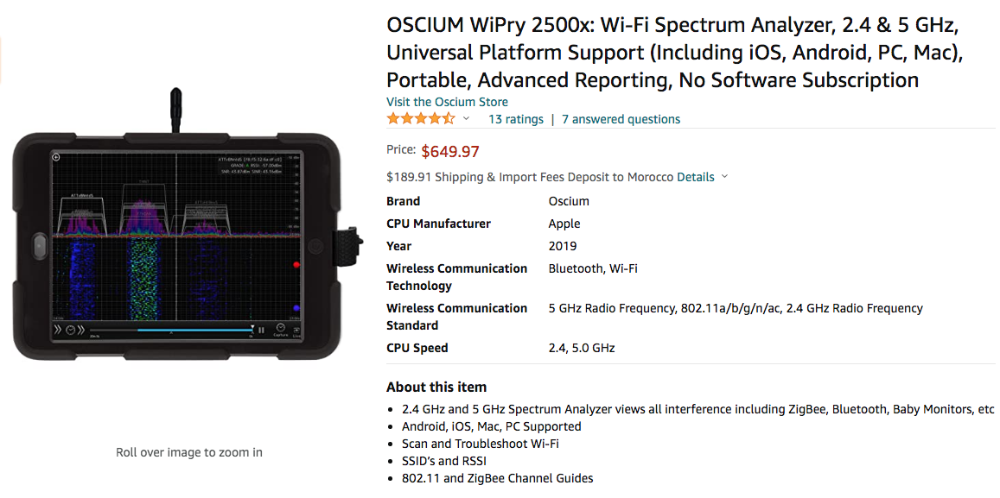 OSCIUM WiPry 2500x: Wi-Fi Spectrum Analyzer, 2.4 & 5 GHz,
Universal Platform Support (Including iOS, Android, PC, Mac),
Portable, Advanced Reporting, No Software Subscription
Visit the Oscium Store
13 ratings | 7 answered questions
Price: $649.97
$189.91 Shipping & Import Fees Deposit to Morocco Details
Brand Oscium
CPU Manufacturer Apple
Year 2019
Wireless Communication Bluetooth, Wi-Fi
Technology
Wireless Communication 5 GHz Radio Frequency, 802.11a/b/g/n/ac, 2.4 GHz Radio Frequency
Standard
CPU Speed 2.4, 5.0 GHz
About this item
• 2.4 GHz and 5 GHz Spectrum Analyzer views all interference including ZigBee, Bluetooth, Baby Monitors, etc
• Android, iOS, Mac, PC Supported
• Scan and Troubleshoot Wi-Fi
• SSID's and RSSI
• 802.11 and ZigBee Channel Guides
Capture
Roll over image to zoom in